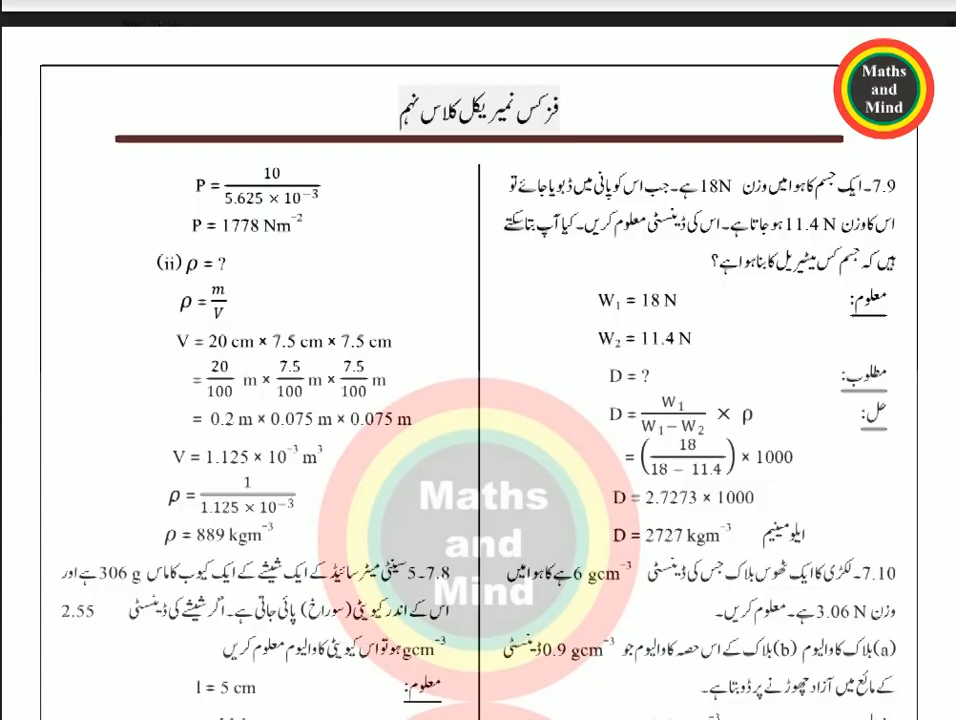 Maths
and
Mind
فزکس نمیریکل کلاس نہم
7.9۔ ایک جسم کا ہوا میں وزن 18N ہے۔ جب اس کو پانی میں ڈبویا جائے تو
اس کا وزن 11.4 N ہو جاتا ہے۔ اس کی ڈینسٹی معلوم کریں۔ کیا آپ بتا سکتے
ہیں کہ جسم کس میٹیریل کا بنا ہوا ہے؟
معلوم: W₁ = 18 N
W₂ = 11.4 N
مطلوب: D = ?
حل: D = W₁/(W₁ − W₂) × ρ
= (18/(18 − 11.4)) × 1000
D = 2.7273 × 1000
D = 2727 kgm⁻³ ایلومینیم
7.10۔ لکڑی کا ایک ٹھوس بلاک جس کی ڈینسٹی 6 gcm⁻³ ہے کا ہوا میں
وزن 3.06 N ہے۔ معلوم کریں۔
(a) بلاک کا والیوم (b) بلاک کے اس حصہ کا والیوم جو 0.9 gcm⁻³ ڈینسٹی
کے مائع میں آزاد چھوڑنے پر ڈوبتا ہے۔
P = 10/(5.625 × 10⁻³)
P = 1778 Nm⁻²
(ii) ρ = ?
ρ = m/V
V = 20 cm × 7.5 cm × 7.5 cm
= 20/100 m × 7.5/100 m × 7.5/100 m
= 0.2 m × 0.075 m × 0.075 m
V = 1.125 × 10⁻³ m³
ρ = 1/(1.125 × 10⁻³)
ρ = 889 kgm⁻³
7.8۔ 5 سینٹی میٹر سائیڈ کے ایک شیشے کے ایک کیوب کا ماس 306 g ہے اور
اس کے اندر کیویٹی (سوراخ) پائی جاتی ہے۔ اگر شیشے کی ڈینسٹی 2.55
gcm⁻³ ہو تو اس کیویٹی کا والیوم معلوم کریں
معلوم: l = 5 cm
Maths
and
Mind